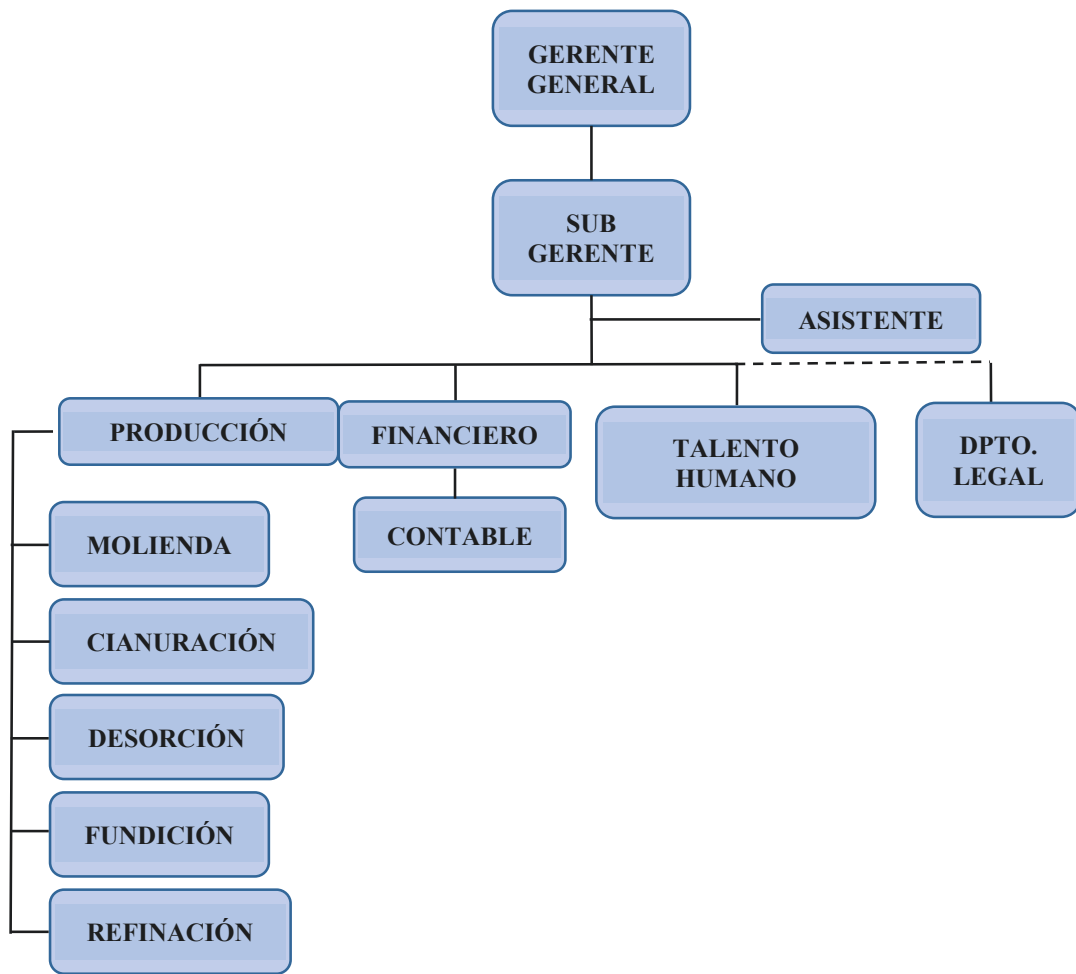 GERENTE
GENERAL
SUB
GERENTE
ASISTENTE
PRODUCCIÓN
FINANCIERO
TALENTO
HUMANO
DPTO.
LEGAL
CONTABLE
MOLIENDA
CIANURACIÓN
DESORCIÓN
FUNDICIÓN
REFINACIÓN